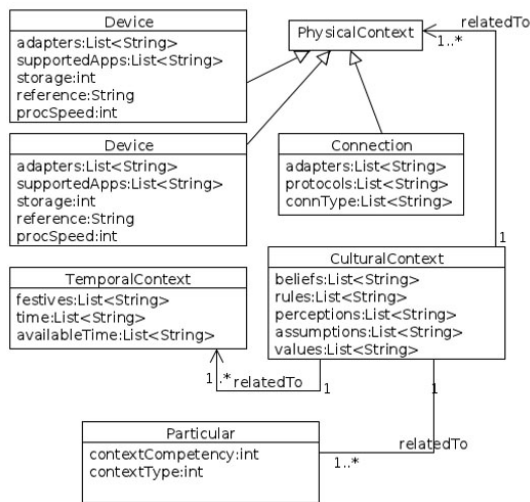 Device
adapters:List<String>
supportedApps:List<String>
storage:int
reference:String
procSpeed:int
PhysicalContext
relatedTo
1..*
Device
adapters:List<String>
supportedApps:List<String>
storage:int
reference:String
procSpeed:int
Connection
adapters:List<String>
protocols:List<String>
connType:List<String>
1
TemporalContext
festives:List<String>
time:List<String>
availableTime:List<String>
CulturalContext
beliefs:List<String>
rules:List<String>
perceptions:List<String>
assumptions:List<String>
values:List<String>
1..*
relatedTo
1
1
Particular
contextCompetency:int
contextType:int
relatedTo
1..*